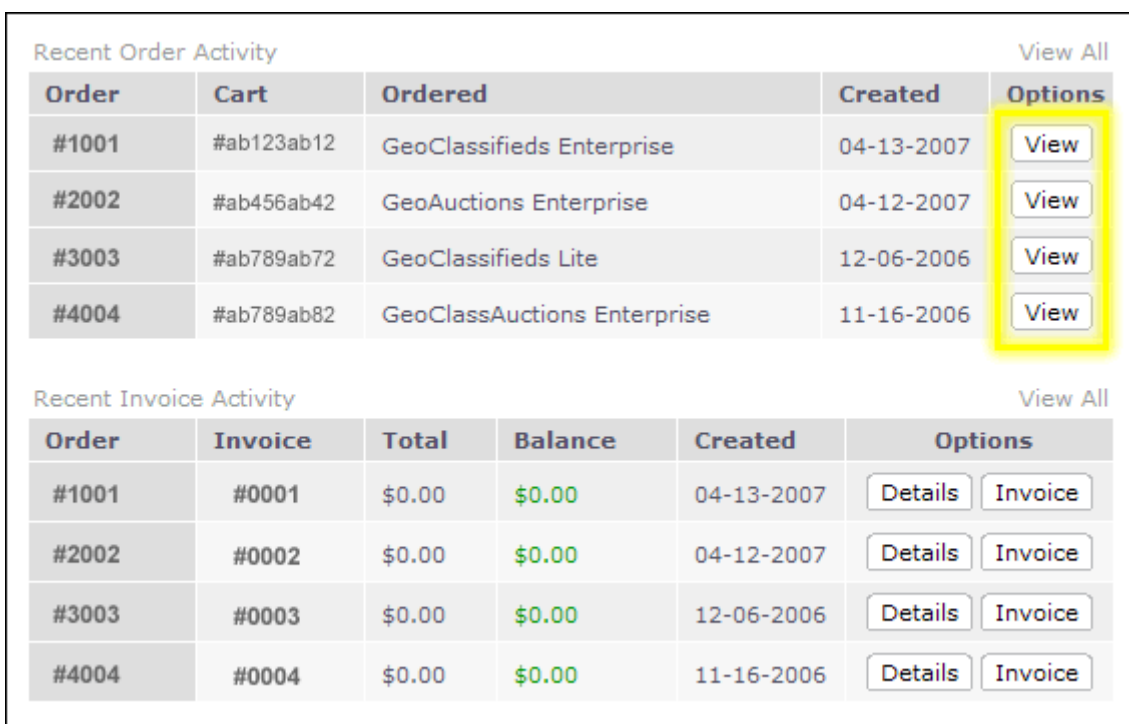 Recent Order Activity View All
Order Cart Ordered Created Options
#1001 #ab123ab12 GeoClassifieds Enterprise 04-13-2007 View
#2002 #ab456ab42 GeoAuctions Enterprise 04-12-2007 View
#3003 #ab789ab72 GeoClassifieds Lite 12-06-2006 View
#4004 #ab789ab82 GeoClassAuctions Enterprise 11-16-2006 View
Recent Invoice Activity View All
Order Invoice Total Balance Created Options
#1001 #0001 $0.00 $0.00 04-13-2007 Details Invoice
#2002 #0002 $0.00 $0.00 04-12-2007 Details Invoice
#3003 #0003 $0.00 $0.00 12-06-2006 Details Invoice
#4004 #0004 $0.00 $0.00 11-16-2006 Details Invoice